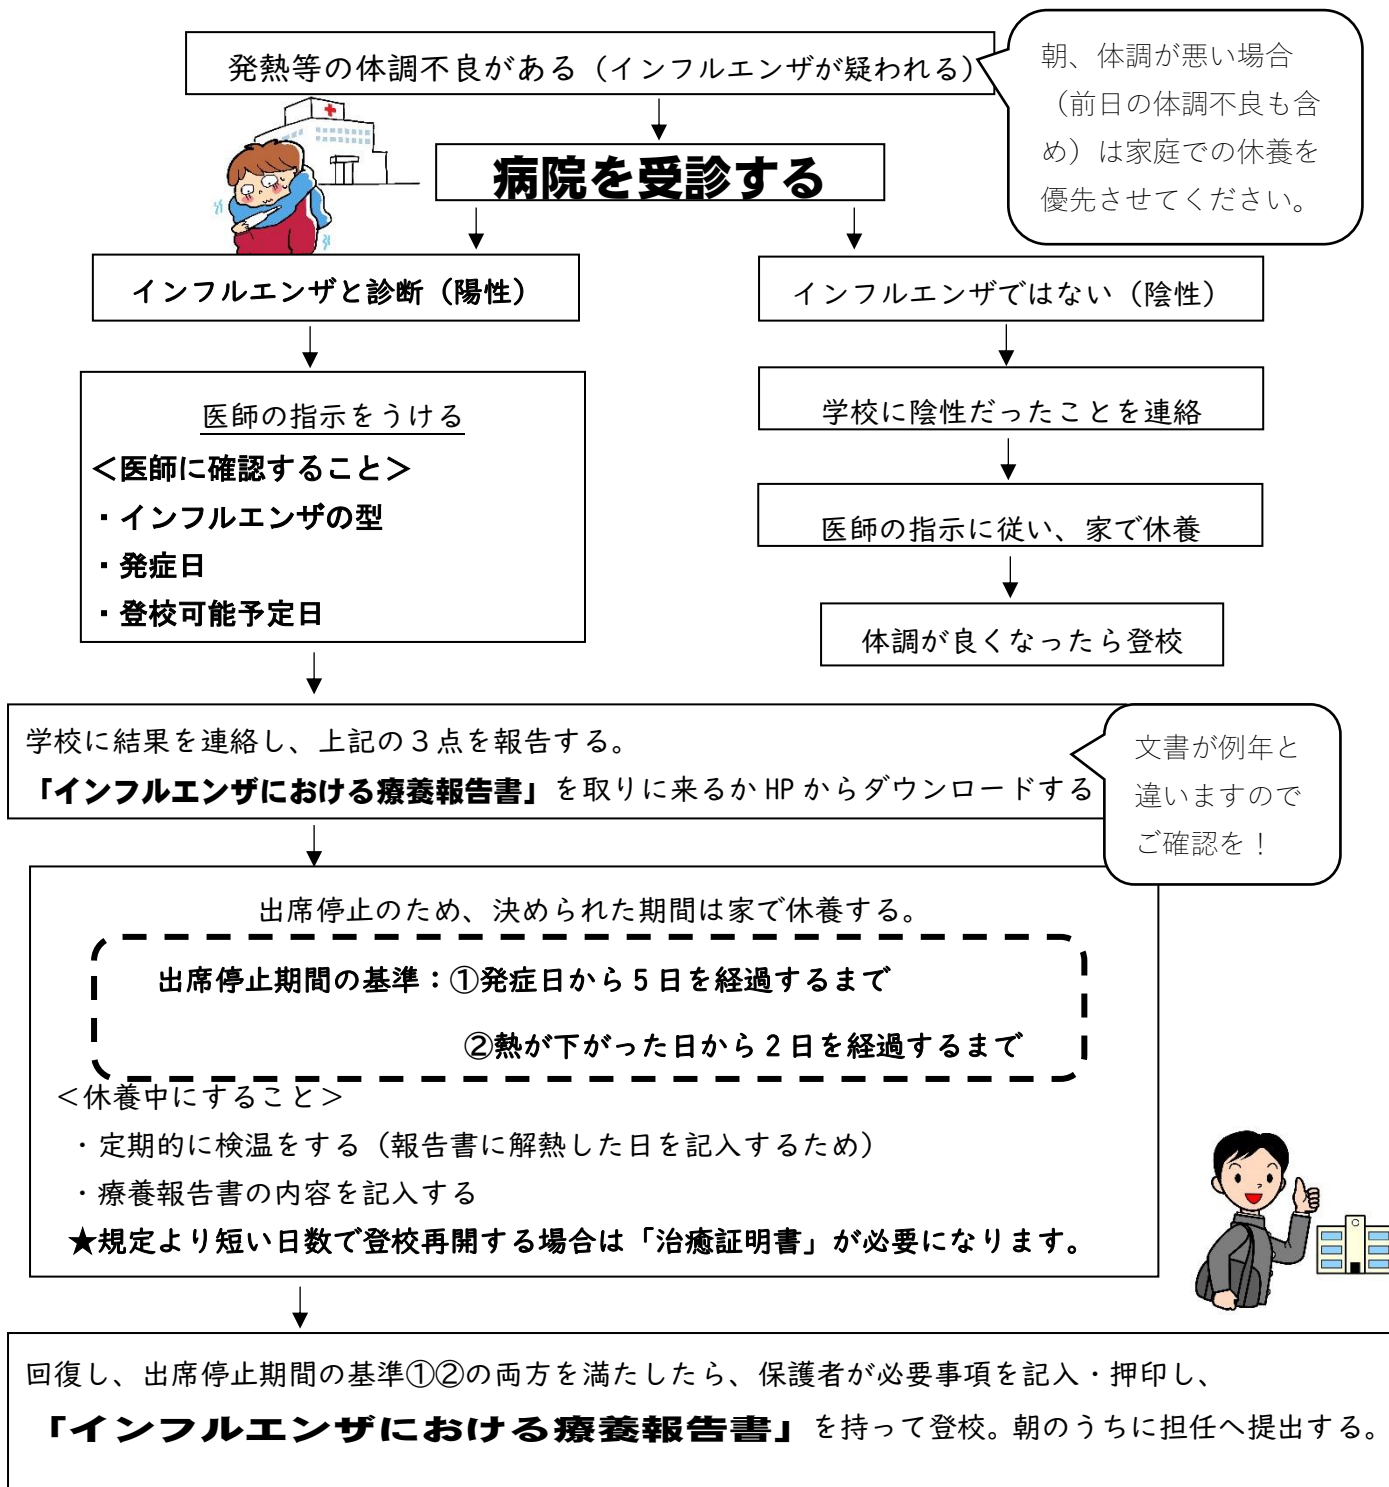 発熱等の体調不良がある（インフルエンザが疑われる）
朝、体調が悪い場合
（前日の体調不良も含
め）は家庭での休養を
優先させてください。
病院を受診する
インフルエンザと診断（陽性）
インフルエンザではない（陰性）
医師の指示をうける
＜医師に確認すること＞
・インフルエンザの型
・発症日
・登校可能予定日
学校に陰性だったことを連絡
医師の指示に従い、家で休養
体調が良くなったら登校
学校に結果を連絡し、上記の３点を報告する。
「インフルエンザにおける療養報告書」を取りに来るか HP からダウンロードする
文書が例年と
違いますので
ご確認を！
出席停止のため、決められた期間は家で休養する。
出席停止期間の基準：①発症日から５日を経過するまで
②熱が下がった日から２日を経過するまで
＜休養中にすること＞
・定期的に検温をする（報告書に解熱した日を記入するため）
・療養報告書の内容を記入する
★規定より短い日数で登校再開する場合は「治癒証明書」が必要になります。
回復し、出席停止期間の基準①②の両方を満たしたら、保護者が必要事項を記入・押印し、
「インフルエンザにおける療養報告書」を持って登校。朝のうちに担任へ提出する。